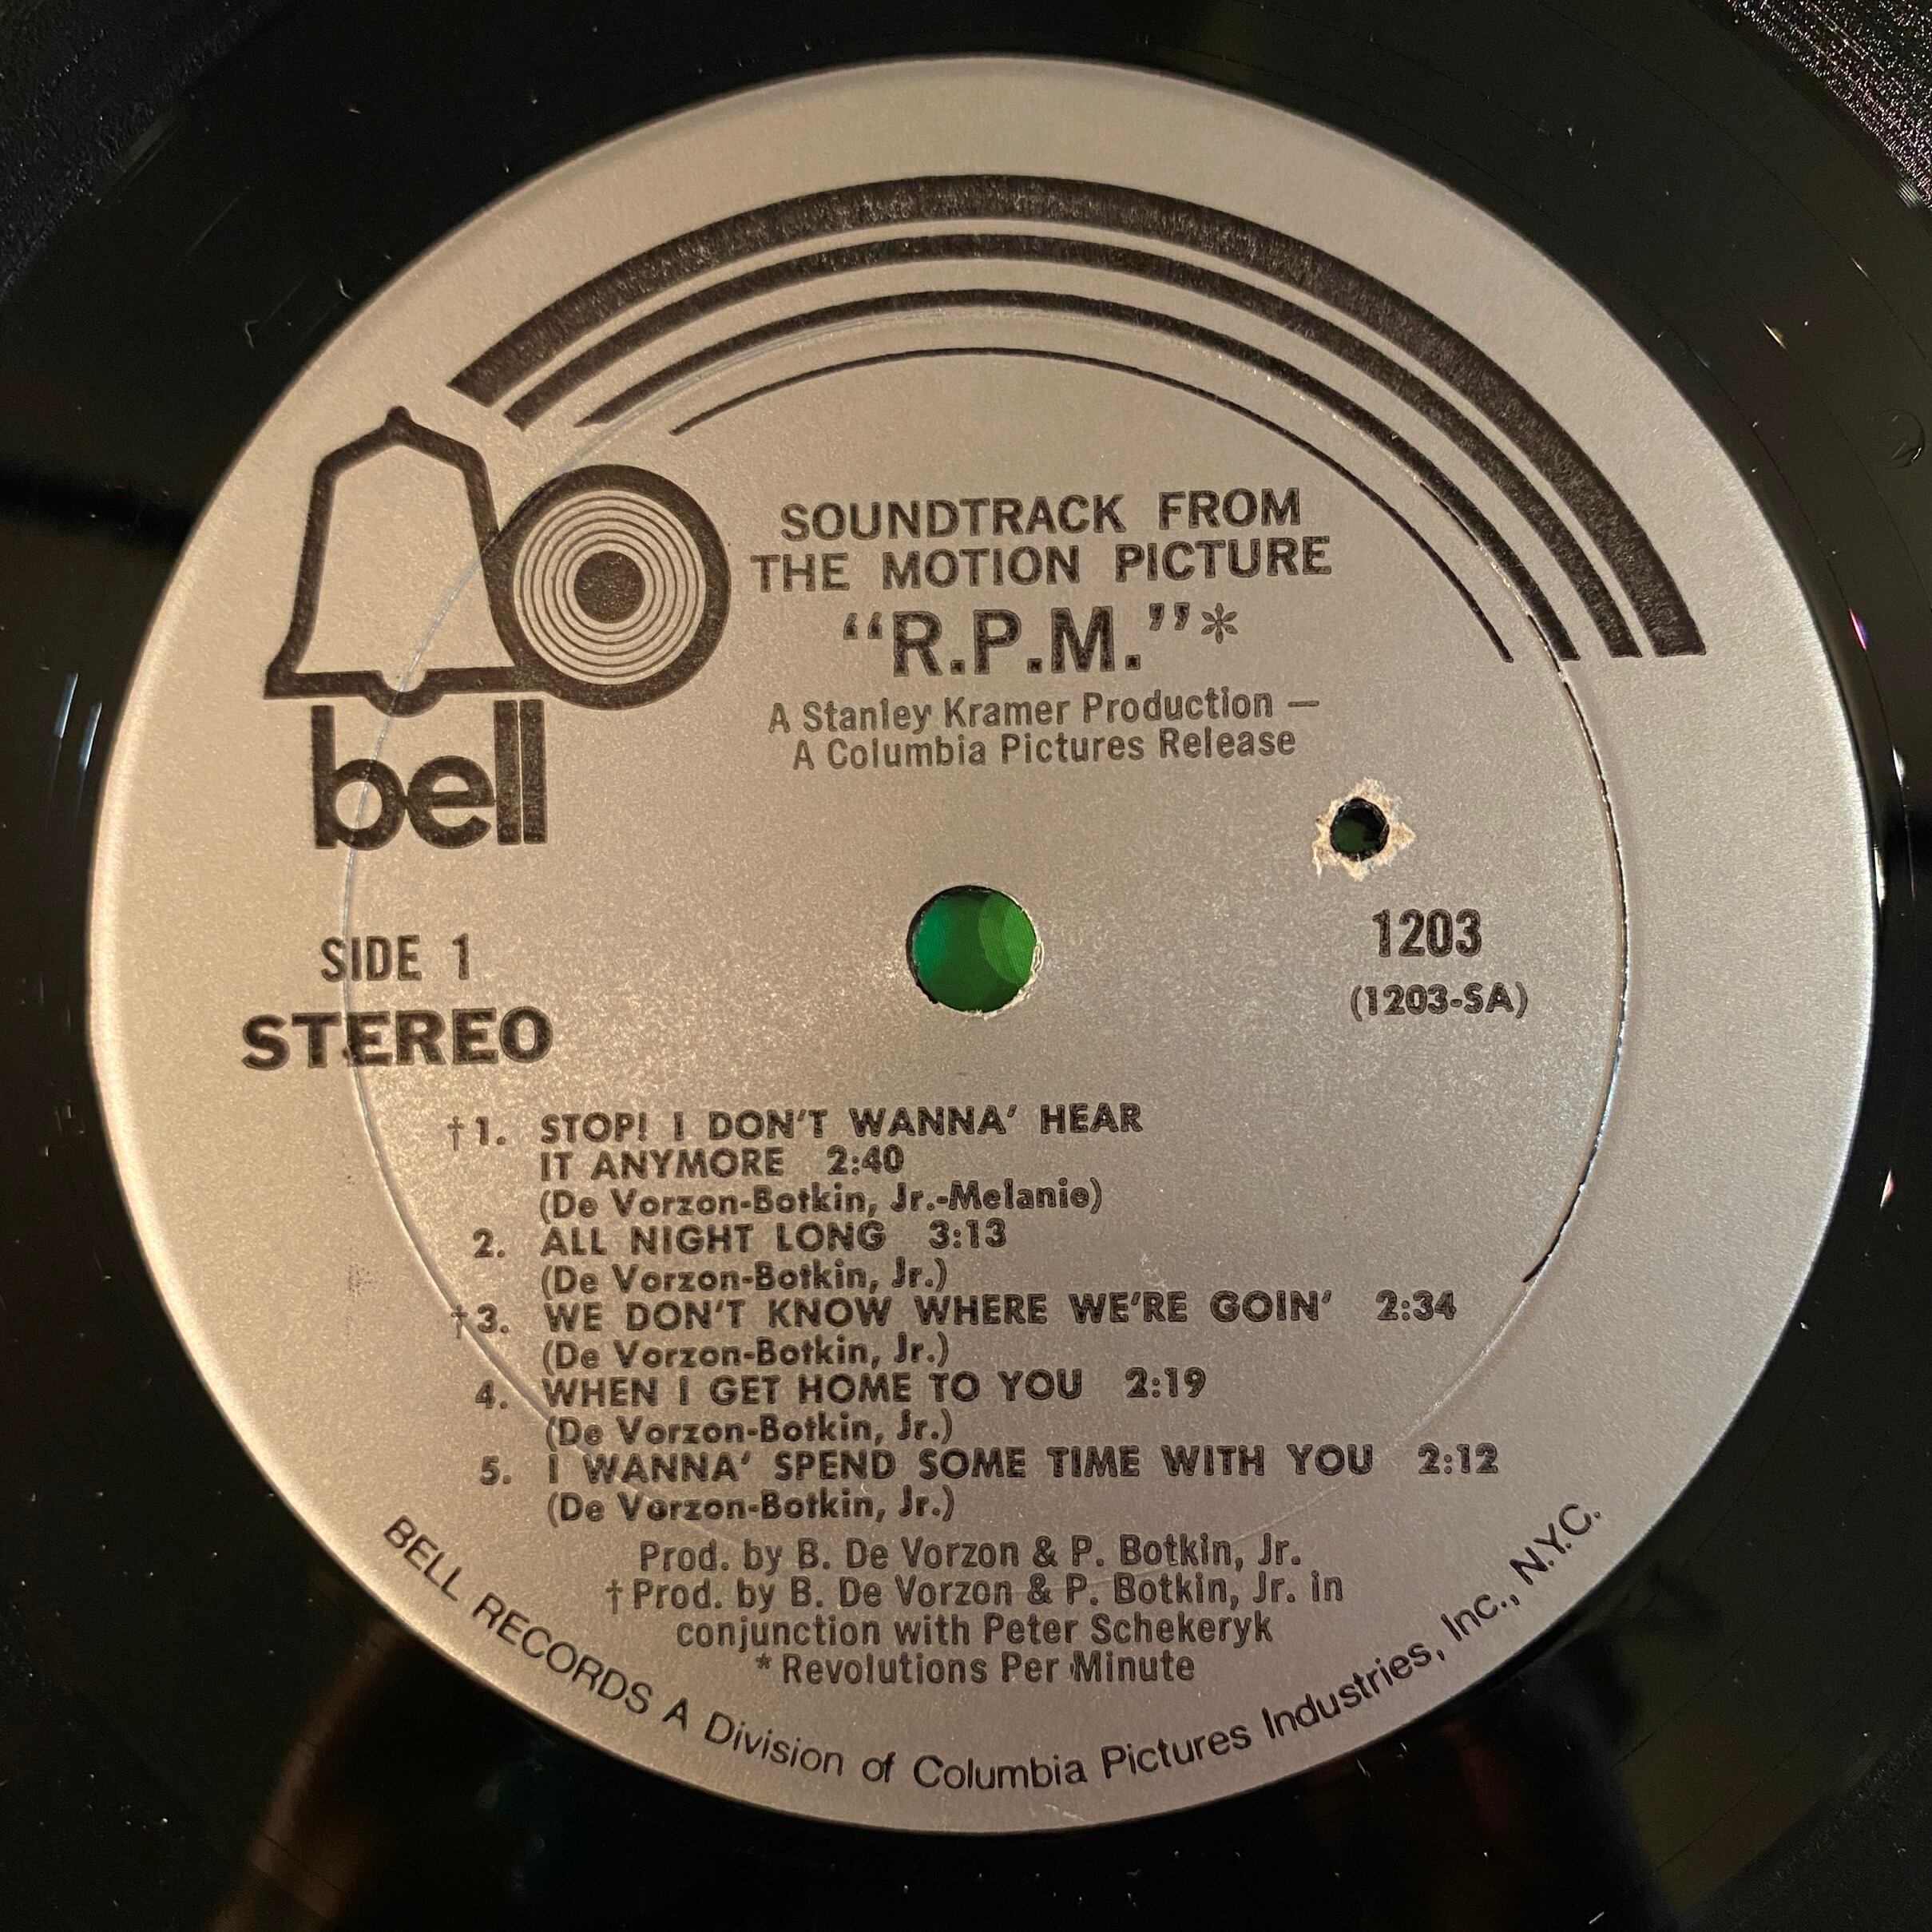 bell
SOUNDTRACK FROM
THE MOTION PICTURE
“R.P.M.”*
A Stanley Kramer Production —
A Columbia Pictures Release
SIDE 1
STEREO
1203
(1203-SA)
†1. STOP! I DON'T WANNA' HEAR
IT ANYMORE 2:40
(De Vorzon-Botkin, Jr.-Melanie)
2. ALL NIGHT LONG 3:13
(De Vorzon-Botkin, Jr.)
†3. WE DON'T KNOW WHERE WE'RE GOIN' 2:34
(De Vorzon-Botkin, Jr.)
4. WHEN I GET HOME TO YOU 2:19
(De Vorzon-Botkin, Jr.)
5. I WANNA' SPEND SOME TIME WITH YOU 2:12
(De Vorzon-Botkin, Jr.)
Prod. by B. De Vorzon & P. Botkin, Jr.
†Prod. by B. De Vorzon & P. Botkin, Jr. in
conjunction with Peter Schekeryk
*Revolutions Per Minute
BELL RECORDS A Division of Columbia Pictures Industries, Inc., N.Y.C.